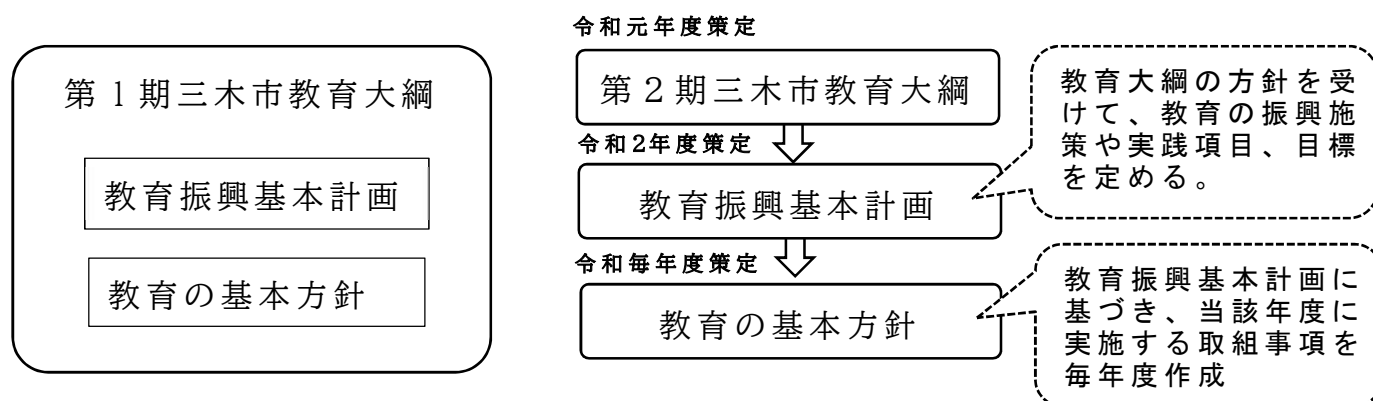 第1期三木市教育大綱
教育振興基本計画
教育の基本方針
令和元年度策定
第2期三木市教育大綱
令和2年度策定
教育振興基本計画
令和毎年度策定
教育の基本方針
教育大綱の方針を受
けて、教育の振興施
策や実践項目、目標
を定める。
教育振興基本計画に
基づき、当該年度に
実施する取組事項を
毎年度作成